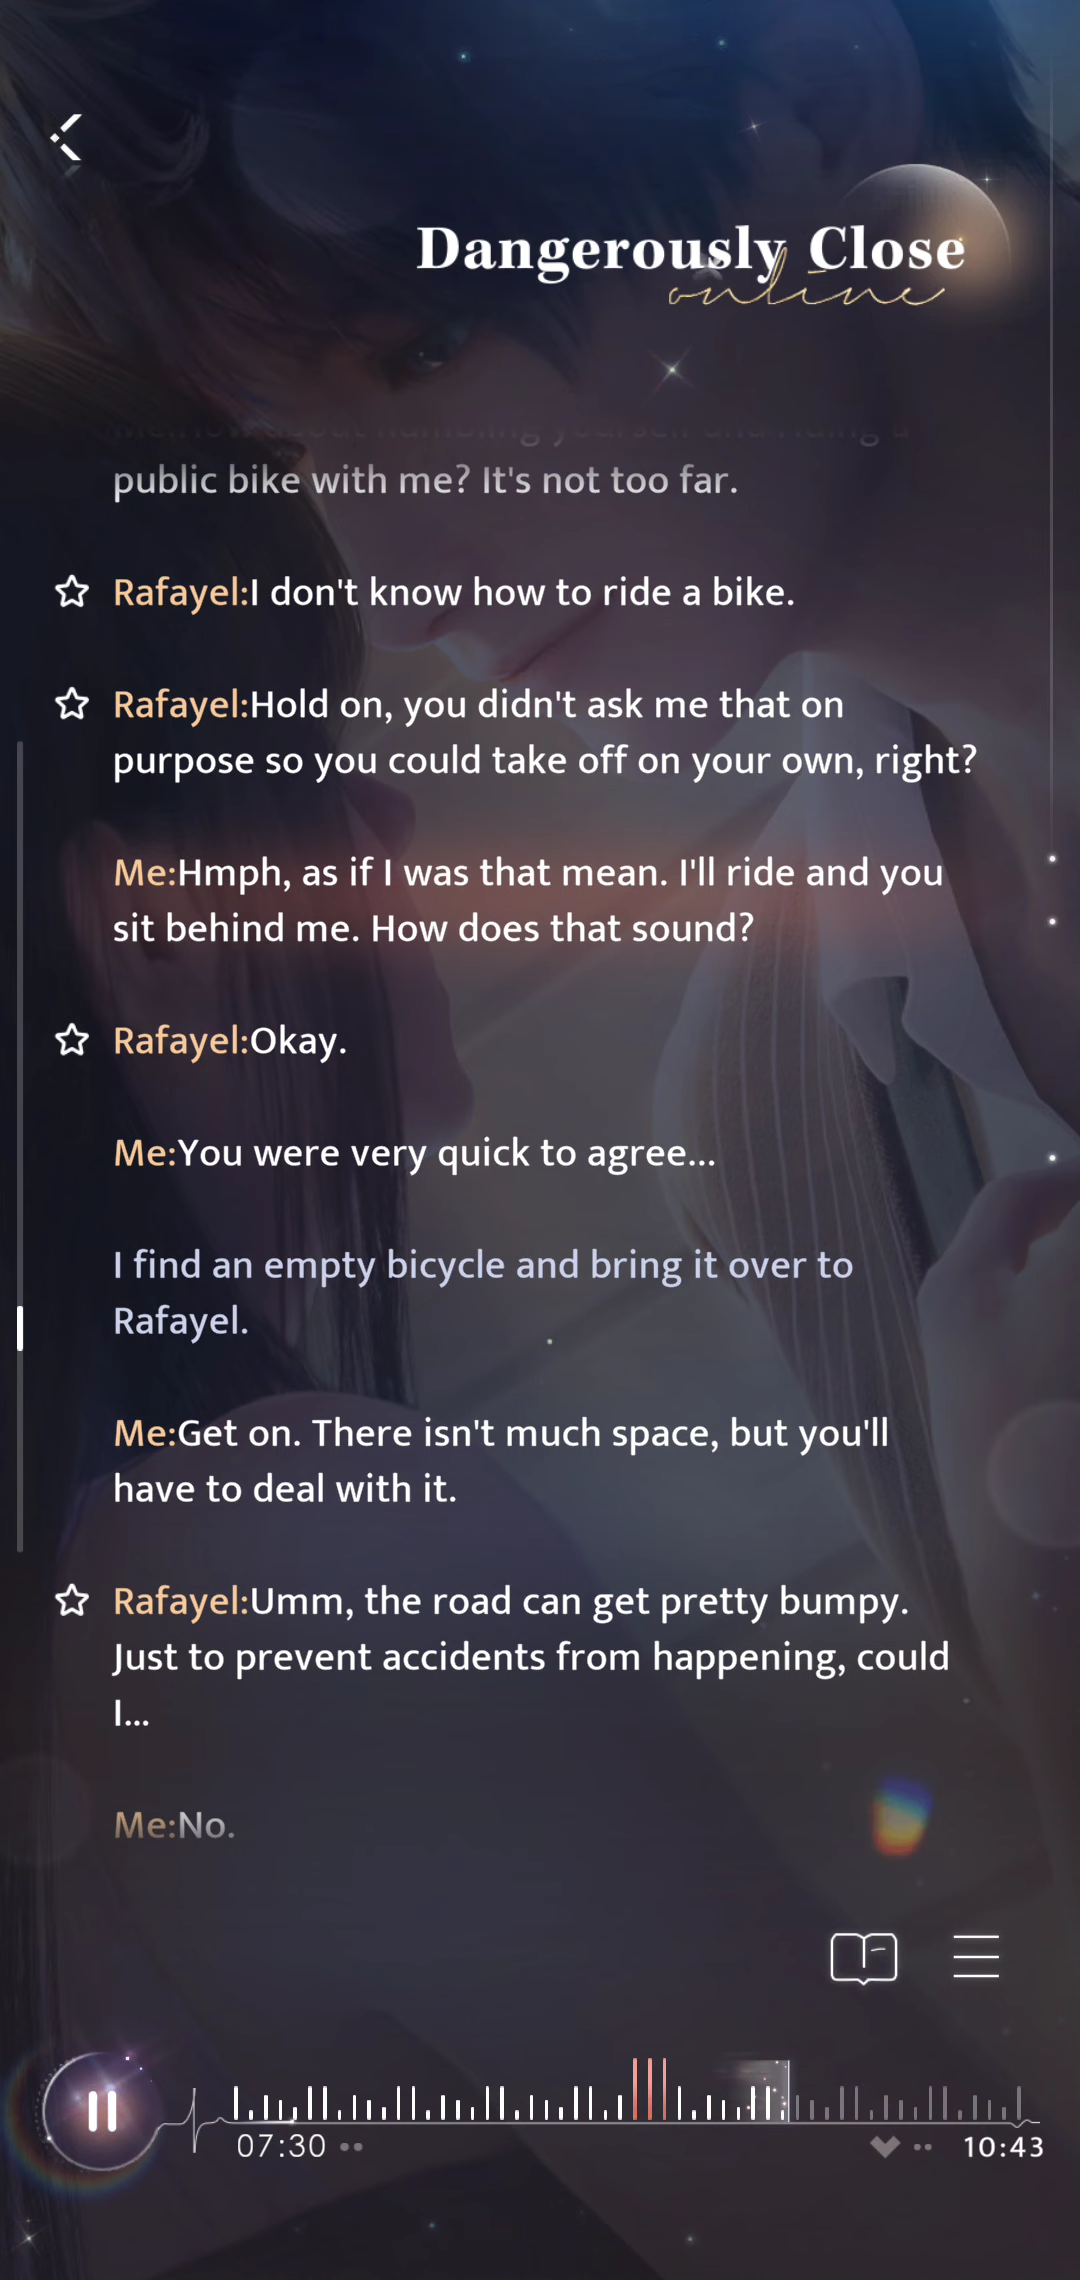 Dangerously Close
online
public bike with me? It's not too far.
Rafayel:I don't know how to ride a bike.
Rafayel:Hold on, you didn't ask me that on
purpose so you could take off on your own, right?
Me:Hmph, as if I was that mean. I'll ride and you
sit behind me. How does that sound?
Rafayel:Okay.
Me:You were very quick to agree...
I find an empty bicycle and bring it over to
Rafayel.
Me:Get on. There isn't much space, but you'll
have to deal with it.
Rafayel:Umm, the road can get pretty bumpy.
Just to prevent accidents from happening, could
I...
Me:No.
07:30
10:43